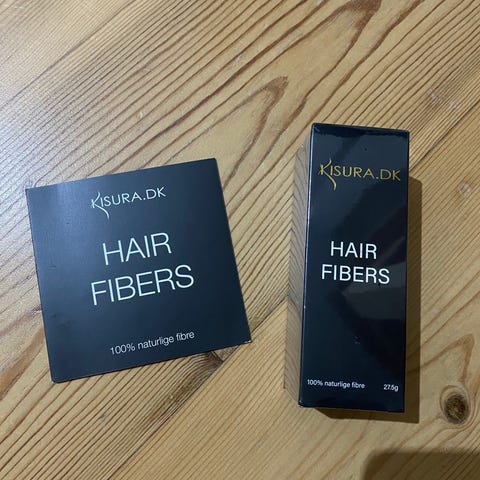 KISURA.DK
HAIR
FIBERS
100% naturlige fibre
KISURA.DK
HAIR
FIBERS
100% naturlige fibre 27.5g